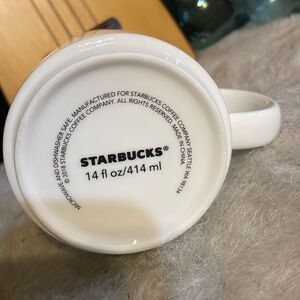 MICROWAVE AND DISHWASHER SAFE. MANUFACTURED FOR STARBUCKS COFFEE COMPANY SEATTLE WA 98134
© 2018 STARBUCKS COFFEE COMPANY. ALL RIGHTS RESERVED. MADE IN CHINA.
STARBUCKS®
14 fl oz/414 ml